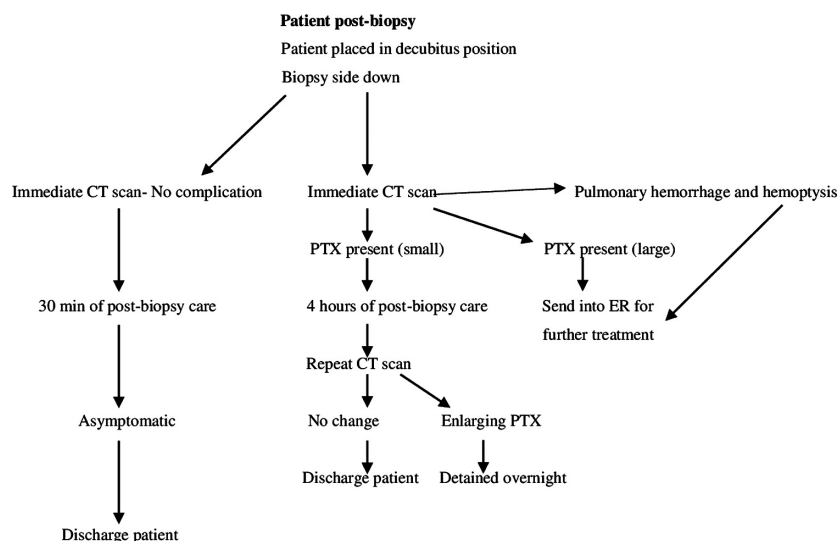 Patient post-biopsy
Patient placed in decubitus position
Biopsy side down
Immediate CT scan- No complication
Immediate CT scan
Pulmonary hemorrhage and hemoptysis
PTX present (small)
PTX present (large)
30 min of post-biopsy care
4 hours of post-biopsy care
Send into ER for
further treatment
Repeat CT scan
Asymptomatic
No change
Enlarging PTX
Discharge patient
Detained overnight
Discharge patient